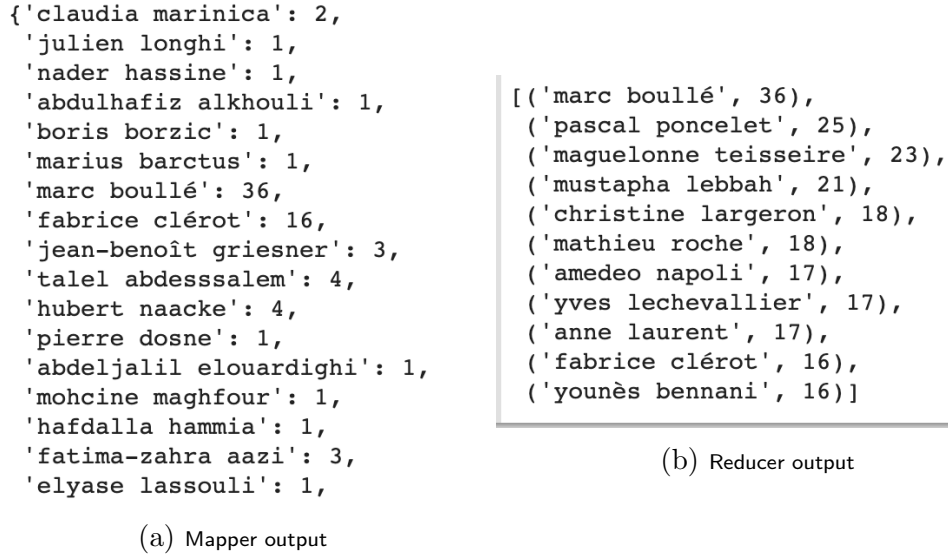 {'claudia marinica': 2,
'julien longhi': 1,
'nader hassine': 1,
'abdulhafiz alkhouli': 1,
'boris borzic': 1,
'marius barctus': 1,
'marc boullé': 36,
'fabrice clérot': 16,
'jean-benoît griesner': 3,
'talel abdesssalem': 4,
'hubert naacke': 4,
'pierre dosne': 1,
'abdeljalil elouardighi': 1,
'mohcine maghfour': 1,
'hafdalla hammia': 1,
'fatima-zahra aazi': 3,
'elyase lassouli': 1,
(a) Mapper output
[('marc boullé', 36),
('pascal poncelet', 25),
('maguelonne teisseire', 23),
('mustapha lebbah', 21),
('christine largeron', 18),
('mathieu roche', 18),
('amedeo napoli', 17),
('yves lechevallier', 17),
('anne laurent', 17),
('fabrice clérot', 16),
('younès bennani', 16)]
(b) Reducer output